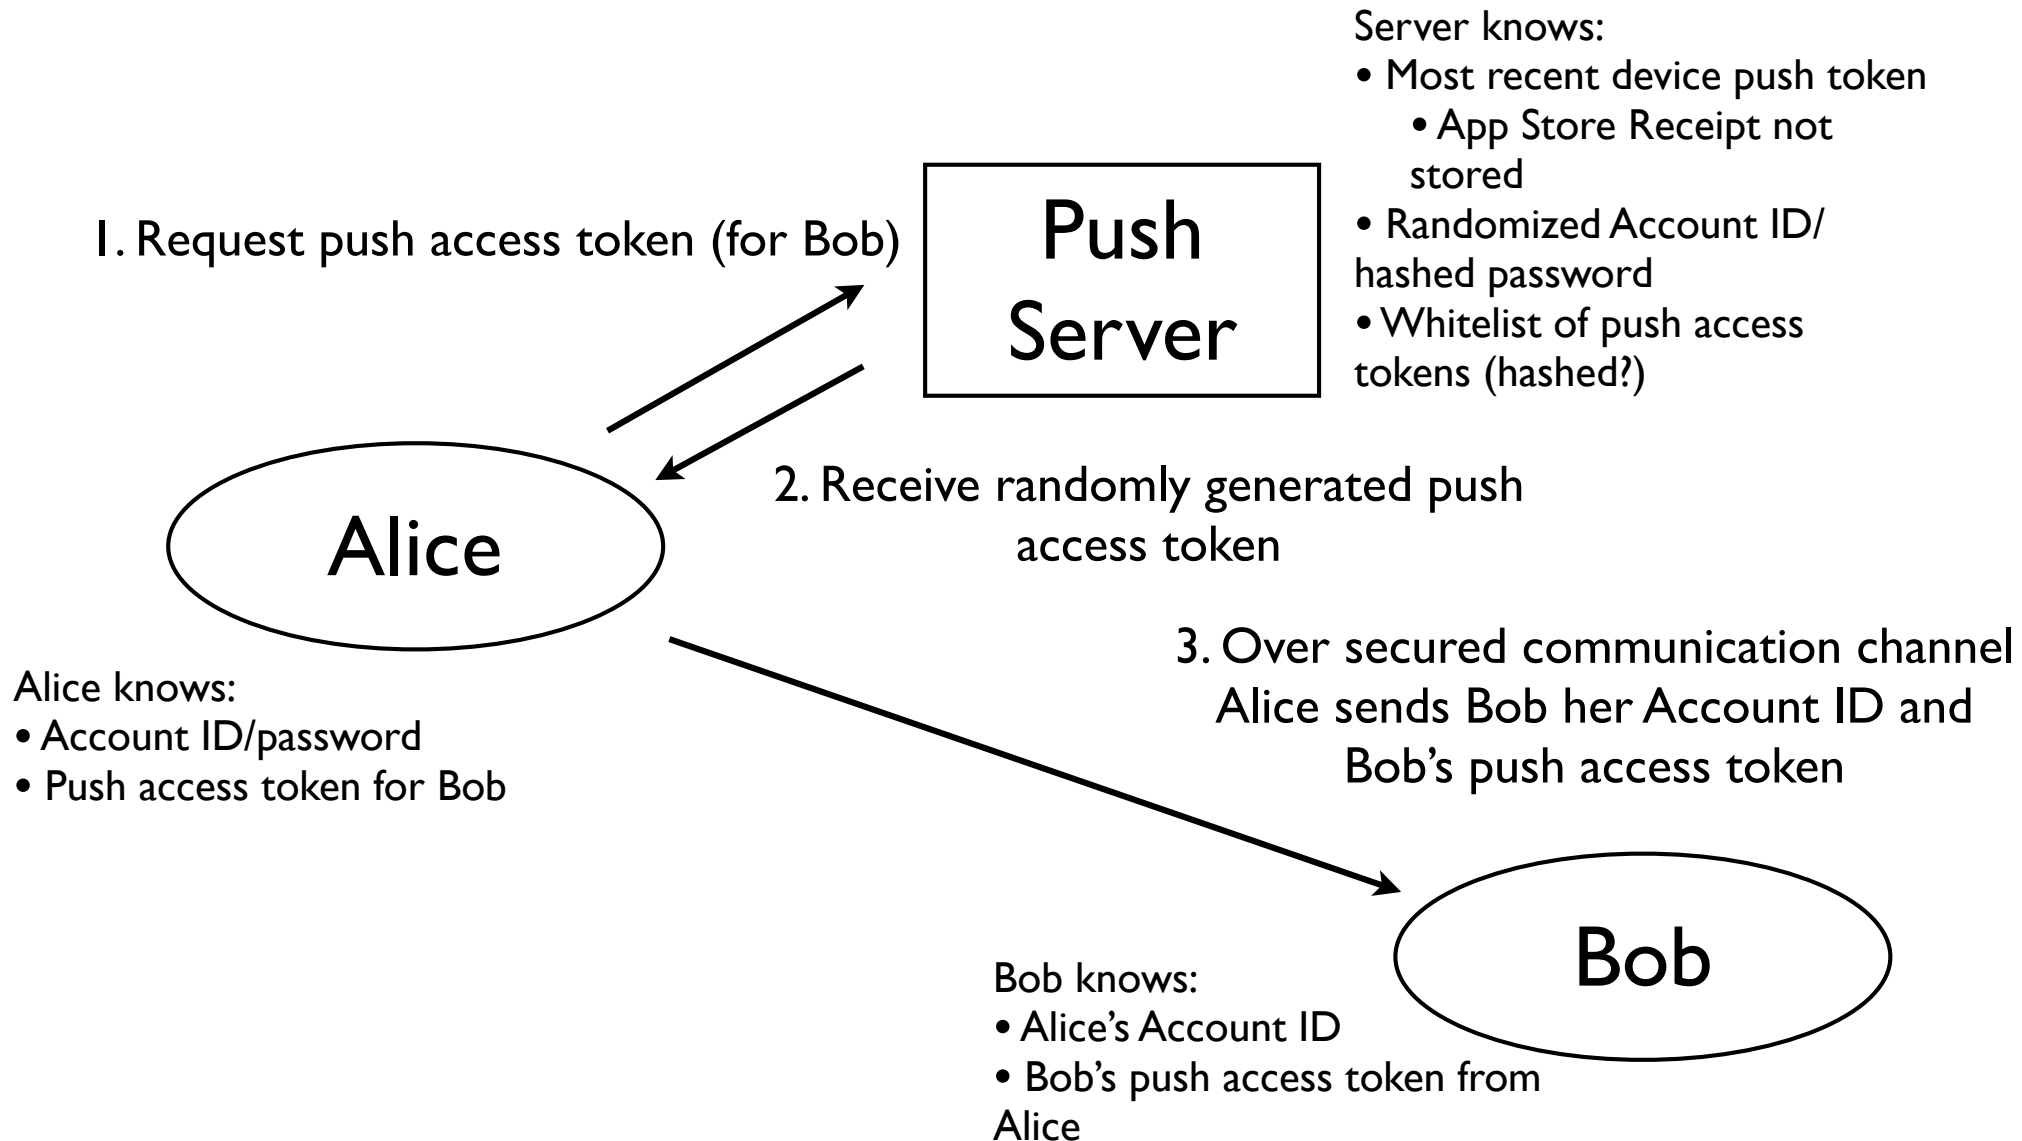 Server knows:
• Most recent device push token
• App Store Receipt not
stored
• Randomized Account ID/
hashed password
• Whitelist of push access
tokens (hashed?)
Push
Server
1. Request push access token (for Bob)
2. Receive randomly generated push
access token
Alice
Alice knows:
• Account ID/password
• Push access token for Bob
3. Over secured communication channel
Alice sends Bob her Account ID and
Bob’s push access token
Bob
Bob knows:
• Alice’s Account ID
• Bob’s push access token from
Alice